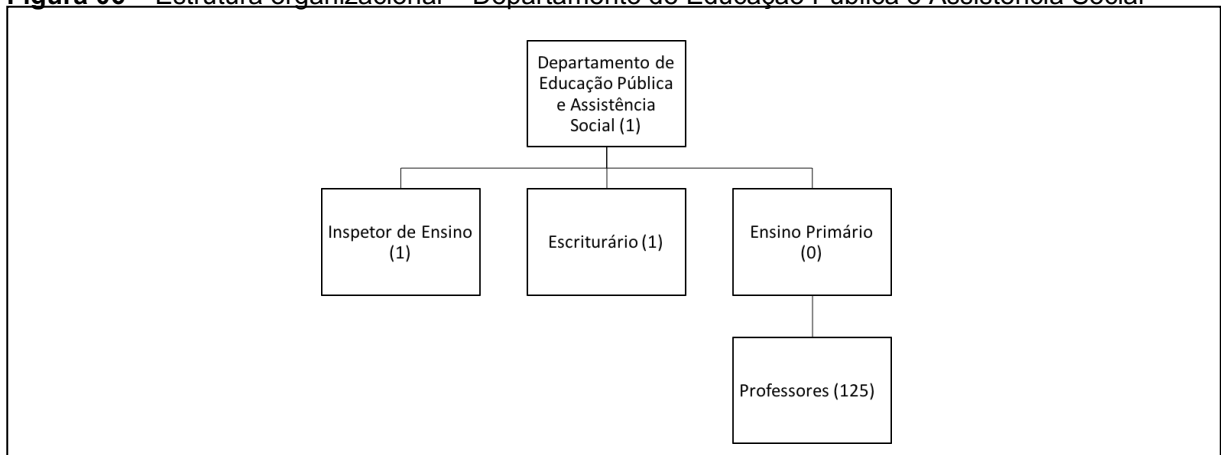 Estrutura organizacional – Departamento de Educação Pública e Assistência Social
Departamento de
Educação Pública
e Assistência
Social (1)
Inspetor de Ensino
(1)
Escriturário (1)
Ensino Primário
(0)
Professores (125)